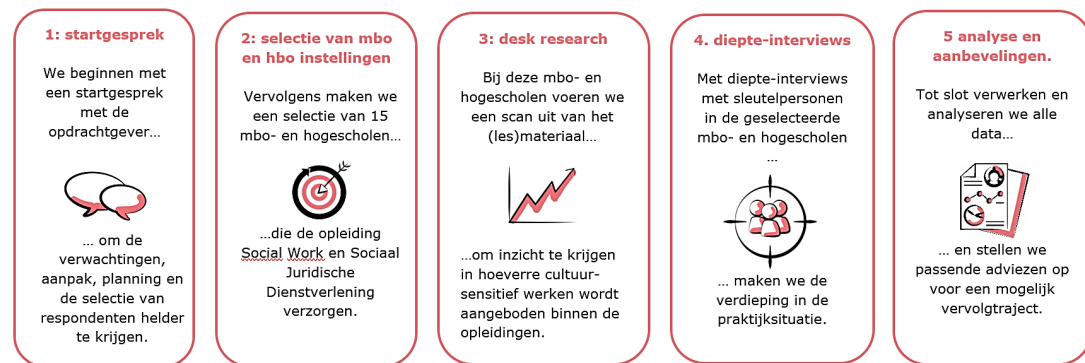 1: startgesprek
We beginnen met
een startgesprek
met de
opdrachtgever...
... om de
verwachtingen,
aanpak, planning en
de selectie van
respondenten helder
te krijgen.
2: selectie van mbo
en hbo instellingen
Vervolgens maken we
een selectie van 15
mbo- en hogescholen...
...die de opleiding
Social Work en Sociaal
Juridische
Dienstverlening
verzorgen.
3: desk research
Bij deze mbo- en
hogescholen voeren we
een scan uit van het
(les)materiaal...
...om inzicht te krijgen
in hoeverre cultuur-
sensitief werken wordt
aangeboden binnen de
opleidingen.
4. diepte-interviews
Met diepte-interviews
met sleutelpersonen
in de geselecteerde
mbo- en hogescholen
...
... maken we de
verdieping in de
praktijksituatie.
5 analyse en
aanbevelingen.
Tot slot verwerken en
analyseren we alle
data...
... en stellen we
passende adviezen op
voor een mogelijk
vervolgtraject.